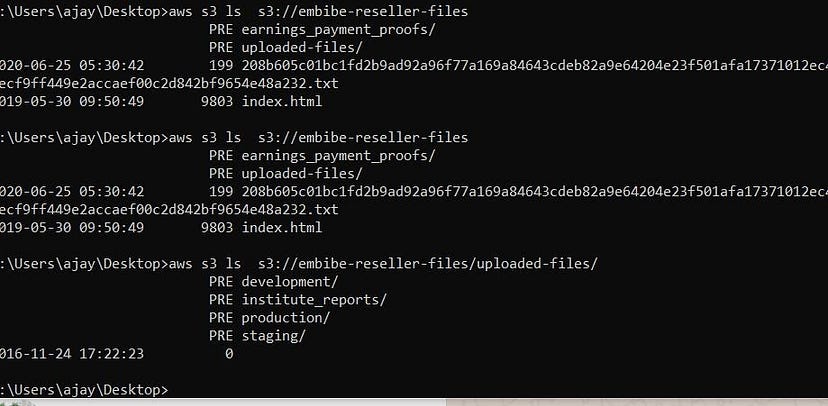 :\Users\ajay\Desktop>aws s3 ls  s3://embibe-reseller-files
                           PRE earnings_payment_proofs/
                           PRE uploaded-files/
020-06-25 05:30:42        199 208b605c01bc1fd2b9ad92a96f77a169a84643cdeb82a9e64204e23f501afa17371012ec4
ecf9ff449e2accaef00c2d842bf9654e48a232.txt
019-05-30 09:50:49       9803 index.html
:\Users\ajay\Desktop>aws s3 ls  s3://embibe-reseller-files
                           PRE earnings_payment_proofs/
                           PRE uploaded-files/
020-06-25 05:30:42        199 208b605c01bc1fd2b9ad92a96f77a169a84643cdeb82a9e64204e23f501afa17371012ec4
ecf9ff449e2accaef00c2d842bf9654e48a232.txt
019-05-30 09:50:49       9803 index.html
:\Users\ajay\Desktop>aws s3 ls  s3://embibe-reseller-files/uploaded-files/
                           PRE development/
                           PRE institute_reports/
                           PRE production/
                           PRE staging/
016-11-24 17:22:23          0
:\Users\ajay\Desktop>